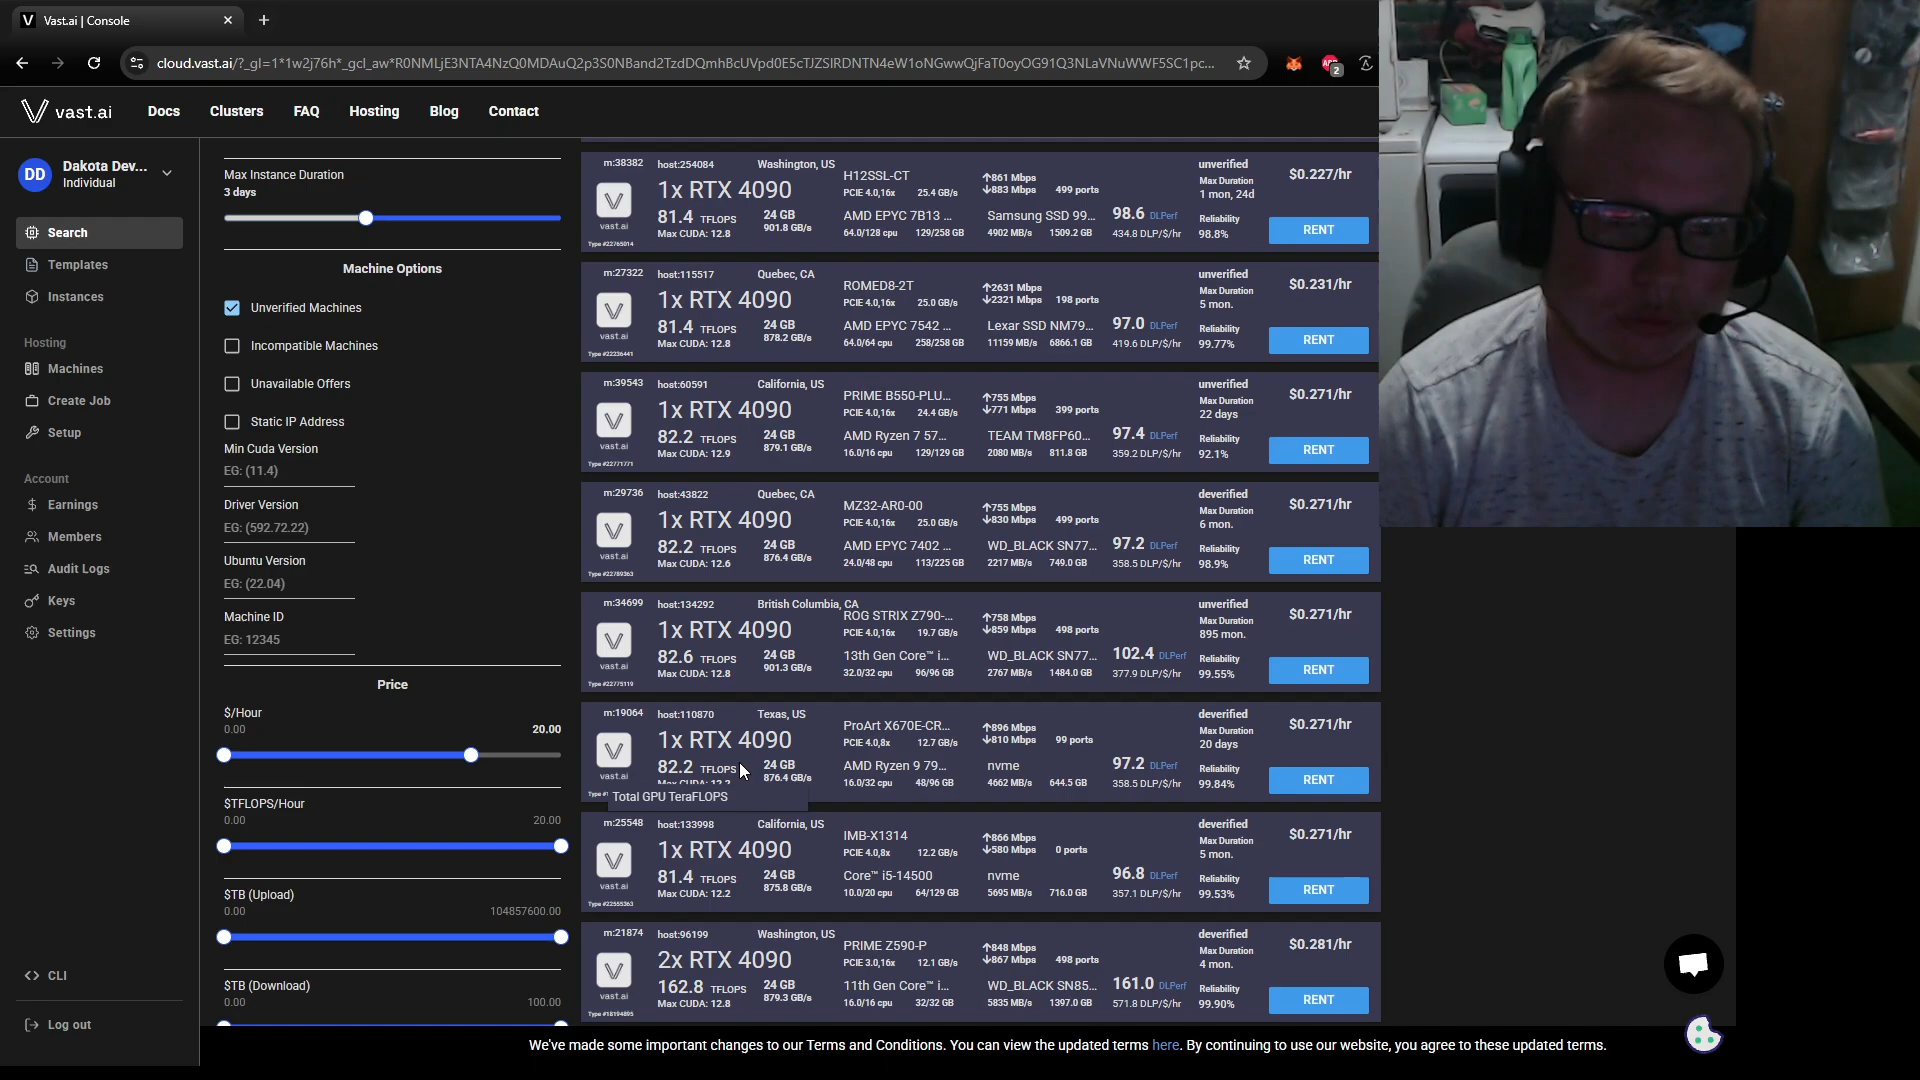 Vast.ai | Console
cloud.vast.ai/?_gl=1*1w2j76h*_gcl_aw*R0NMLjE3NTA4NzQ0MDAuQ2p3S0NBand2TzdDQmhBcUVpd0E5cTJZSlRDNTN4eW1oNGwwQjFaT0oyOG91Q3NLaVNuWWF5SC1pc...
2
vast.ai
Docs
Clusters
FAQ
Hosting
Blog
Contact
DD
Dakota Dev...
Individual
Search
Templates
Instances
Hosting
Machines
Create Job
Setup
Account
Earnings
Members
Audit Logs
Keys
Settings
CLI
Log out
Max Instance Duration
3 days
Machine Options
Unverified Machines
Incompatible Machines
Unavailable Offers
Static IP Address
Min Cuda Version
EG: (11.4)
Driver Version
EG: (592.72.22)
Ubuntu Version
EG: (22.04)
Machine ID
EG: 12345
Price
$/Hour
0.00 20.00
$TFLOPS/Hour
0.00 20.00
$TB (Upload)
0.00 104857600.00
$TB (Download)
0.00 100.00
m:38382 host:254084 Washington, US unverified
1x RTX 4090 H12SSL-CT ↑861 Mbps Max Duration $0.227/hr
PCIE 4.0,16x 25.4 GB/s ↓883 Mbps 499 ports 1 mon, 24d
81.4 TFLOPS 24 GB AMD EPYC 7B13 ... Samsung SSD 99... 98.6 DLPerf Reliability RENT
vast.ai Max CUDA: 12.8 901.8 GB/s 64.0/128 cpu 129/258 GB 4902 MB/s 1509.2 GB 434.8 DLP/$/hr 98.8%
Type #22765014
m:27322 host:115517 Quebec, CA unverified
1x RTX 4090 ROMED8-2T ↑2631 Mbps Max Duration $0.231/hr
PCIE 4.0,16x 25.0 GB/s ↓2321 Mbps 198 ports 5 mon.
81.4 TFLOPS 24 GB AMD EPYC 7542 ... Lexar SSD NM79... 97.0 DLPerf Reliability RENT
vast.ai Max CUDA: 12.8 878.2 GB/s 64.0/64 cpu 258/258 GB 11159 MB/s 6866.1 GB 419.6 DLP/$/hr 99.77%
Type #22236441
m:39543 host:60591 California, US unverified
1x RTX 4090 PRIME B550-PLU... ↑755 Mbps Max Duration $0.271/hr
PCIE 4.0,16x 24.4 GB/s ↓771 Mbps 399 ports 22 days
82.2 TFLOPS 24 GB AMD Ryzen 7 57... TEAM TM8FP60... 97.4 DLPerf Reliability RENT
vast.ai Max CUDA: 12.9 879.1 GB/s 16.0/16 cpu 129/129 GB 2080 MB/s 811.8 GB 359.2 DLP/$/hr 92.1%
Type #22771771
m:29736 host:43822 Quebec, CA deverified
1x RTX 4090 MZ32-AR0-00 ↑755 Mbps Max Duration $0.271/hr
PCIE 4.0,16x 25.0 GB/s ↓830 Mbps 499 ports 6 mon.
82.2 TFLOPS 24 GB AMD EPYC 7402 ... WD_BLACK SN77... 97.2 DLPerf Reliability RENT
vast.ai Max CUDA: 12.6 876.4 GB/s 24.0/48 cpu 113/225 GB 2217 MB/s 749.0 GB 358.5 DLP/$/hr 98.9%
Type #22789363
m:34699 host:134292 British Columbia, CA unverified
1x RTX 4090 ROG STRIX Z790-... ↑758 Mbps Max Duration $0.271/hr
PCIE 4.0,16x 19.7 GB/s ↓859 Mbps 498 ports 895 mon.
82.6 TFLOPS 24 GB 13th Gen Core™ i... WD_BLACK SN77... 102.4 DLPerf Reliability RENT
vast.ai Max CUDA: 12.8 901.3 GB/s 32.0/32 cpu 96/96 GB 2767 MB/s 1484.0 GB 377.9 DLP/$/hr 99.55%
Type #22775119
m:19064 host:110870 Texas, US deverified
1x RTX 4090 ProArt X670E-CR... ↑896 Mbps Max Duration $0.271/hr
PCIE 4.0,8x 12.7 GB/s ↓810 Mbps 99 ports 20 days
82.2 TFLOPS 24 GB AMD Ryzen 9 79... nvme 97.2 DLPerf Reliability RENT
vast.ai Max CUDA: 12.2 876.4 GB/s 16.0/32 cpu 48/96 GB 4662 MB/s 644.5 GB 358.5 DLP/$/hr 99.84%
Total GPU TeraFLOPS
m:25548 host:133998 California, US deverified
1x RTX 4090 IMB-X1314 ↑866 Mbps Max Duration $0.271/hr
PCIE 4.0,8x 12.2 GB/s ↓580 Mbps 0 ports 5 mon.
81.4 TFLOPS 24 GB Core™ i5-14500 nvme 96.8 DLPerf Reliability RENT
vast.ai Max CUDA: 12.2 875.8 GB/s 10.0/20 cpu 64/129 GB 5695 MB/s 716.0 GB 357.1 DLP/$/hr 99.53%
Type #22555363
m:21874 host:96199 Washington, US deverified
2x RTX 4090 PRIME Z590-P ↑848 Mbps Max Duration $0.281/hr
PCIE 3.0,16x 12.1 GB/s ↓867 Mbps 498 ports 4 mon.
162.8 TFLOPS 24 GB 11th Gen Core™ i... WD_BLACK SN85... 161.0 DLPerf Reliability RENT
vast.ai Max CUDA: 12.8 879.3 GB/s 16.0/16 cpu 32/32 GB 5835 MB/s 1397.0 GB 571.8 DLP/$/hr 99.90%
Type #18194895
We've made some important changes to our Terms and Conditions. You can view the updated terms here. By continuing to use our website, you agree to these updated terms.